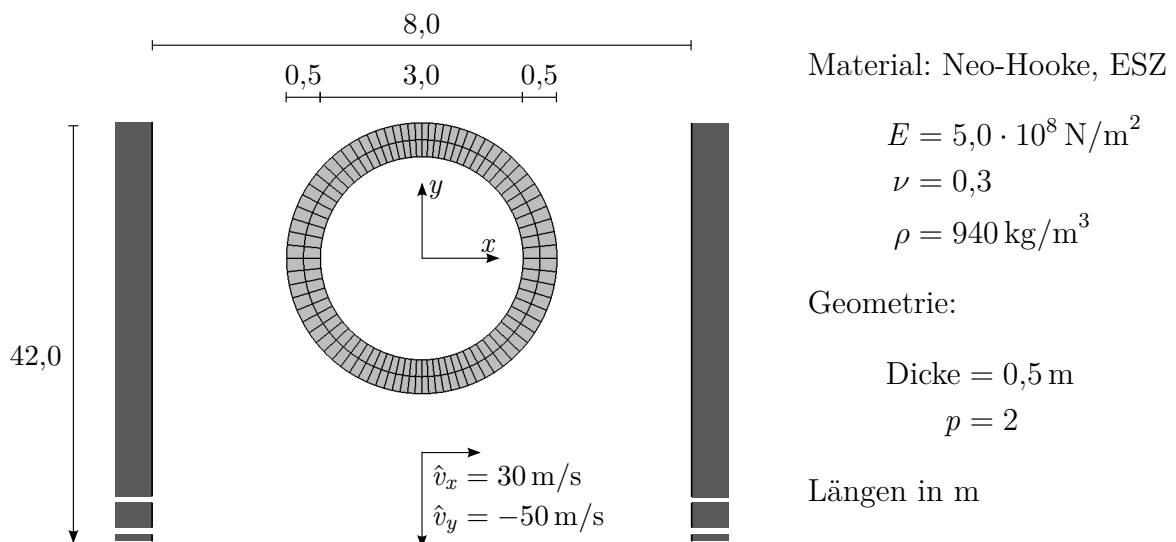 8,0
0,5 3,0 0,5
y
x
42,0
v̂ₓ = 30 m/s
v̂_y = −50 m/s
Material: Neo-Hooke, ESZ
E = 5,0 · 10⁸ N/m²
ν = 0,3
ρ = 940 kg/m³
Geometrie:
Dicke = 0,5 m
p = 2
Längen in m